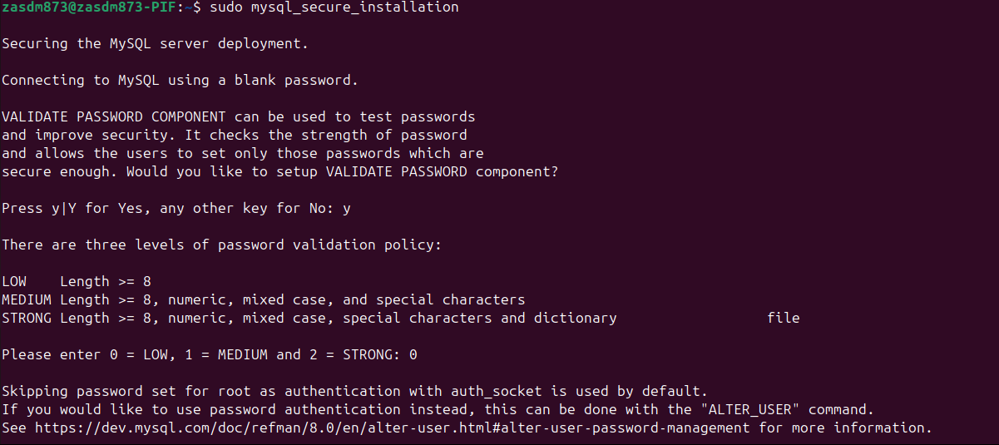 zasdm873@zasdm873-PIF:~$ sudo mysql_secure_installation
Securing the MySQL server deployment.
Connecting to MySQL using a blank password.
VALIDATE PASSWORD COMPONENT can be used to test passwords
and improve security. It checks the strength of password
and allows the users to set only those passwords which are
secure enough. Would you like to setup VALIDATE PASSWORD component?
Press y|Y for Yes, any other key for No: y
There are three levels of password validation policy:
LOW    Length >= 8
MEDIUM Length >= 8, numeric, mixed case, and special characters
STRONG Length >= 8, numeric, mixed case, special characters and dictionary                  file
Please enter 0 = LOW, 1 = MEDIUM and 2 = STRONG: 0
Skipping password set for root as authentication with auth_socket is used by default.
If you would like to use password authentication instead, this can be done with the "ALTER_USER" command.
See https://dev.mysql.com/doc/refman/8.0/en/alter-user.html#alter-user-password-management for more information.